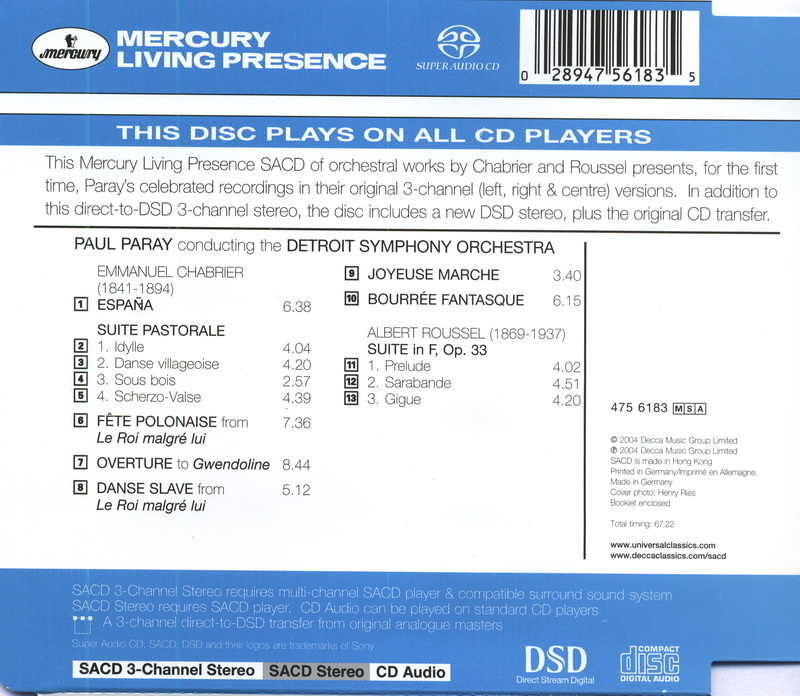 mercury
MERCURY
LIVING PRESENCE
SUPER AUDIO CD
0 28947 56183 5
THIS DISC PLAYS ON ALL CD PLAYERS
This Mercury Living Presence SACD of orchestral works by Chabrier and Roussel presents, for the first
time, Paray's celebrated recordings in their original 3-channel (left, right & centre) versions. In addition to
this direct-to-DSD 3-channel stereo, the disc includes a new DSD stereo, plus the original CD transfer.
PAUL PARAY conducting the DETROIT SYMPHONY ORCHESTRA
EMMANUEL CHABRIER
(1841-1894)
1 ESPAÑA 6.38
SUITE PASTORALE
2 1. Idylle 4.04
3 2. Danse villageoise 4.20
4 3. Sous bois 2.57
5 4. Scherzo-Valse 4.39
6 FÊTE POLONAISE from 7.36
Le Roi malgré lui
7 OVERTURE to Gwendoline 8.44
8 DANSE SLAVE from 5.12
Le Roi malgré lui
9 JOYEUSE MARCHE 3.40
10 BOURRÉE FANTASQUE 6.15
ALBERT ROUSSEL (1869-1937)
SUITE in F, Op. 33
11 1. Prelude 4.02
12 2. Sarabande 4.51
13 3. Gigue 4.20
475 6183 MSA
© 2004 Decca Music Group Limited
℗ 2004 Decca Music Group Limited
SACD is made in Hong Kong
Printed in Germany/Imprimé en Allemagne.
Made in Germany
Cover photo: Henry Ries
Booklet enclosed
Total timing: 67.22
www.universalclassics.com
www.deccaclassics.com/sacd
SACD 3-Channel Stereo requires multi-channel SACD player & compatible surround sound system
SACD Stereo requires SACD player. CD Audio can be played on standard CD players
A 3-channel direct-to-DSD transfer from original analogue masters
Super Audio CD, SACD, DSD and their logos are trademarks of Sony
SACD 3-Channel Stereo SACD Stereo CD Audio
DSD
Direct Stream Digital
COMPACT
disc
DIGITAL AUDIO